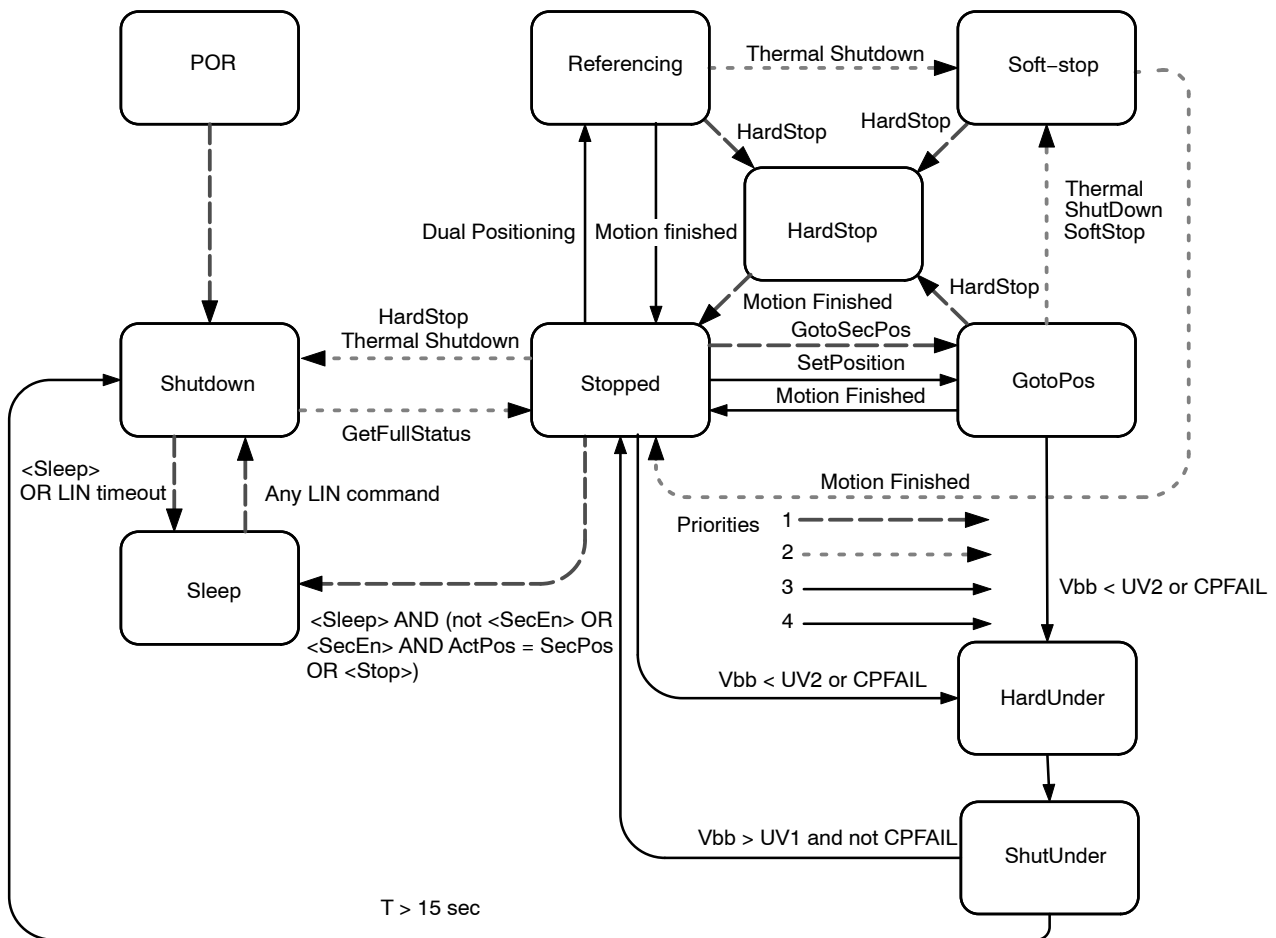 POR
Referencing
Thermal Shutdown
Soft−stop
HardStop
HardStop
Thermal
ShutDown
SoftStop
Dual Positioning
Motion finished
HardStop
HardStop
Motion Finished
HardStop
Thermal Shutdown
GotoSecPos
SetPosition
Motion Finished
Shutdown
Stopped
GotoPos
GetFullStatus
<Sleep>
OR LIN timeout
Any LIN command
Motion Finished
Priorities
1
2
3
4
Sleep
Vbb < UV2 or CPFAIL
<Sleep> AND (not <SecEn> OR
<SecEn> AND ActPos = SecPos
OR <Stop>)
Vbb < UV2 or CPFAIL
HardUnder
Vbb > UV1 and not CPFAIL
ShutUnder
T > 15 sec